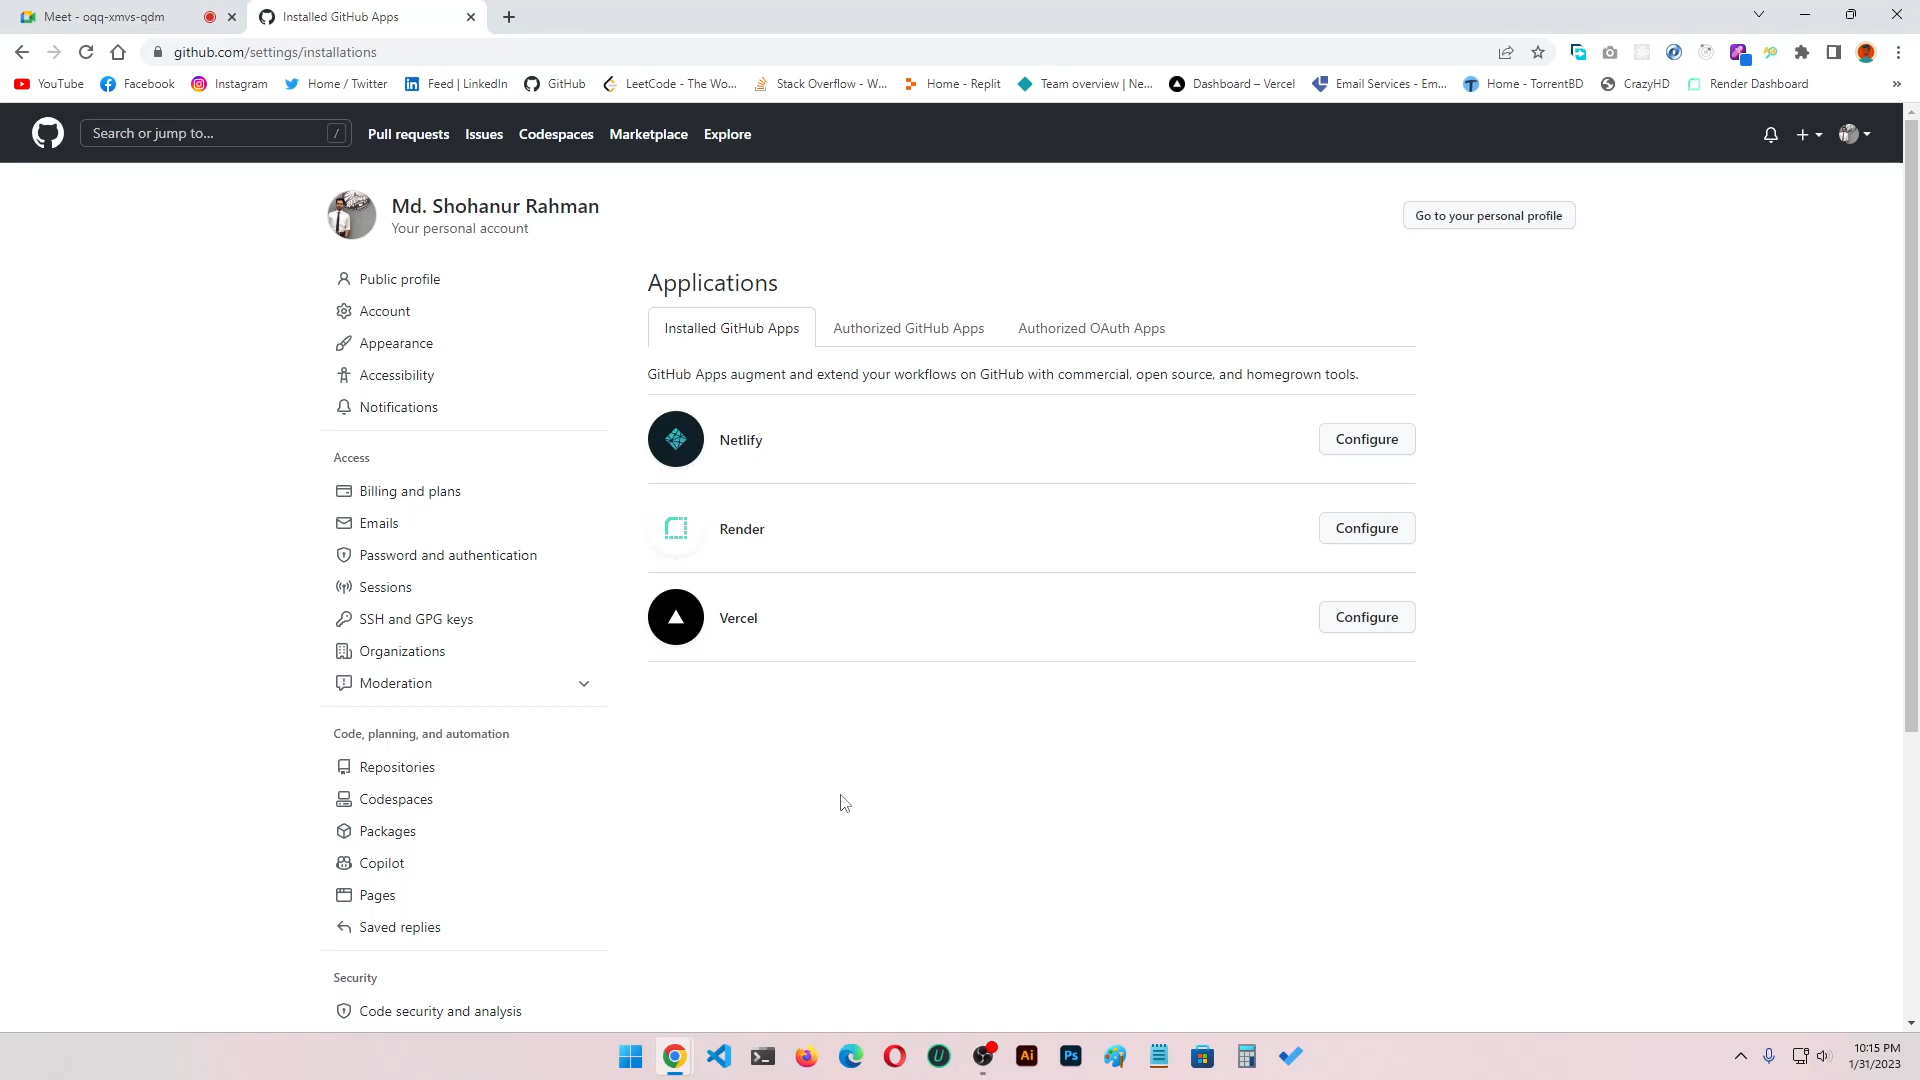 Meet - oqq-xmvs-qdm
Installed GitHub Apps
github.com/settings/installations
YouTube
Facebook
Instagram
Home / Twitter
Feed | LinkedIn
GitHub
LeetCode - The Wo...
Stack Overflow - W...
Home - Replit
Team overview | Ne...
Dashboard – Vercel
Email Services - Em...
Home - TorrentBD
CrazyHD
Render Dashboard
»
Search or jump to...
/
Pull requests
Issues
Codespaces
Marketplace
Explore
Md. Shohanur Rahman
Your personal account
Go to your personal profile
Public profile
Account
Appearance
Accessibility
Notifications
Access
Billing and plans
Emails
Password and authentication
Sessions
SSH and GPG keys
Organizations
Moderation
Code, planning, and automation
Repositories
Codespaces
Packages
Copilot
Pages
Saved replies
Security
Code security and analysis
Applications
Installed GitHub Apps
Authorized GitHub Apps
Authorized OAuth Apps
GitHub Apps augment and extend your workflows on GitHub with commercial, open source, and homegrown tools.
Netlify
Configure
Render
Configure
Vercel
Configure
Ai
Ps
10:15 PM
1/31/2023